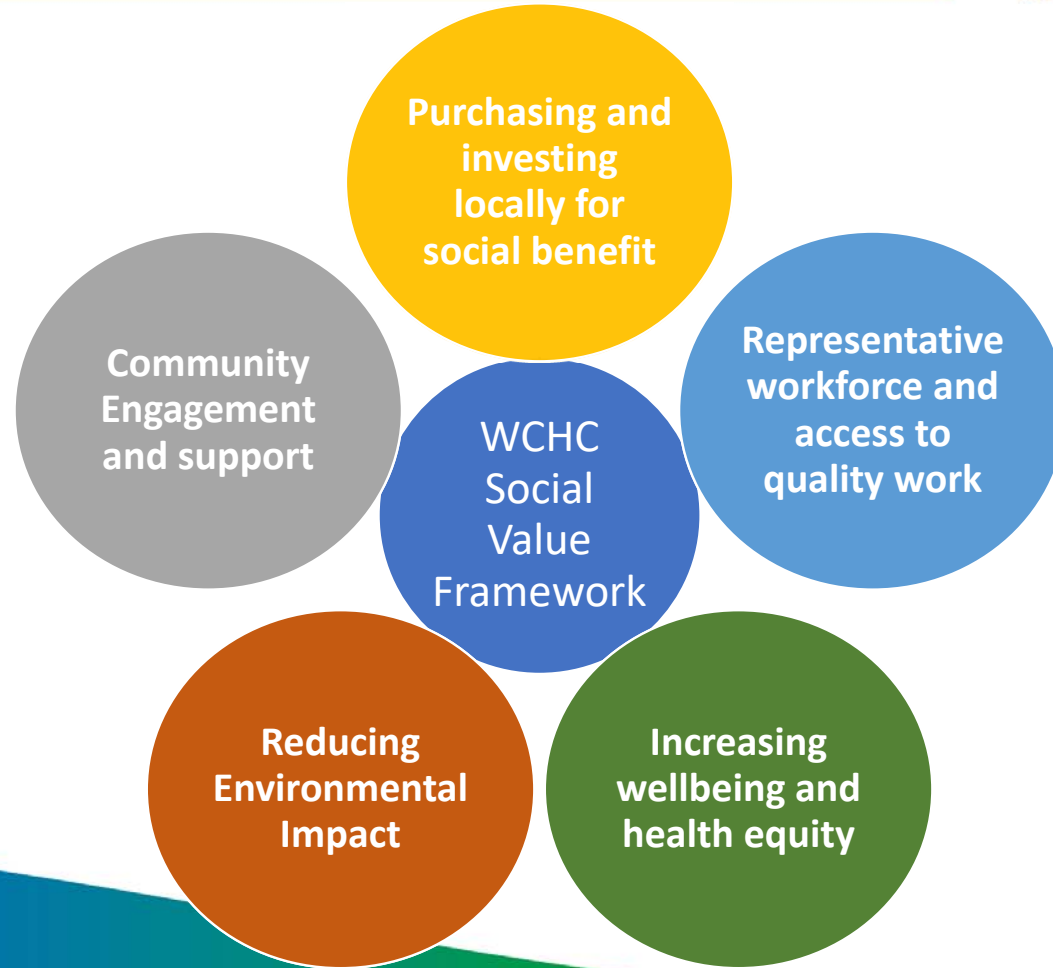 Purchasing and
investing
locally for
social benefit
Representative
workforce and
access to
quality work
Increasing
wellbeing and
health equity
Reducing
Environmental
Impact
Community
Engagement
and support
WCHC
Social
Value
Framework